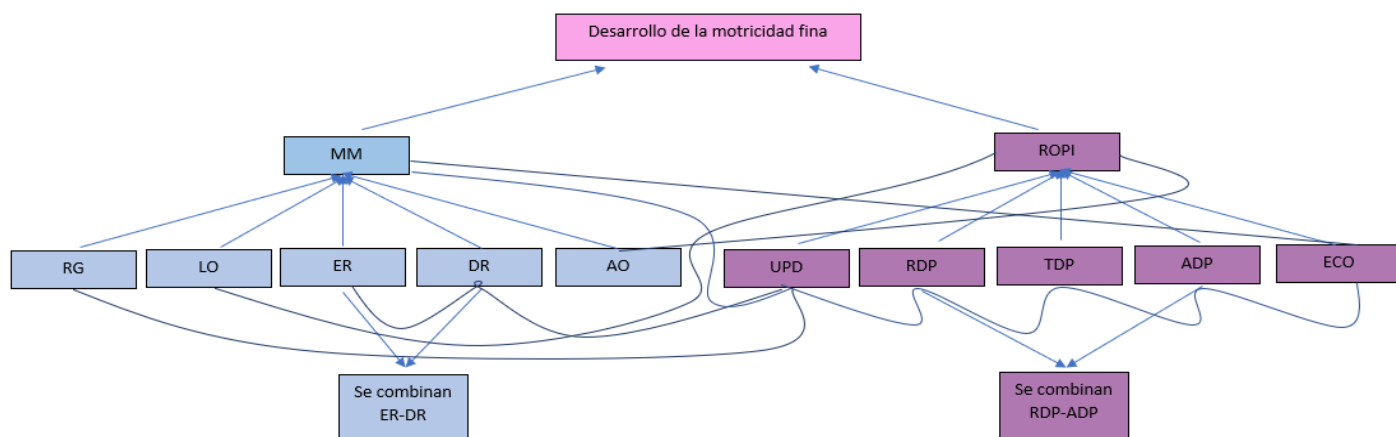 Desarrollo de la motricidad fina
MM
ROPI
RG
LO
ER
DR
AO
UPD
RDP
TDP
ADP
ECO
Se combinan
ER-DR
Se combinan
RDP-ADP